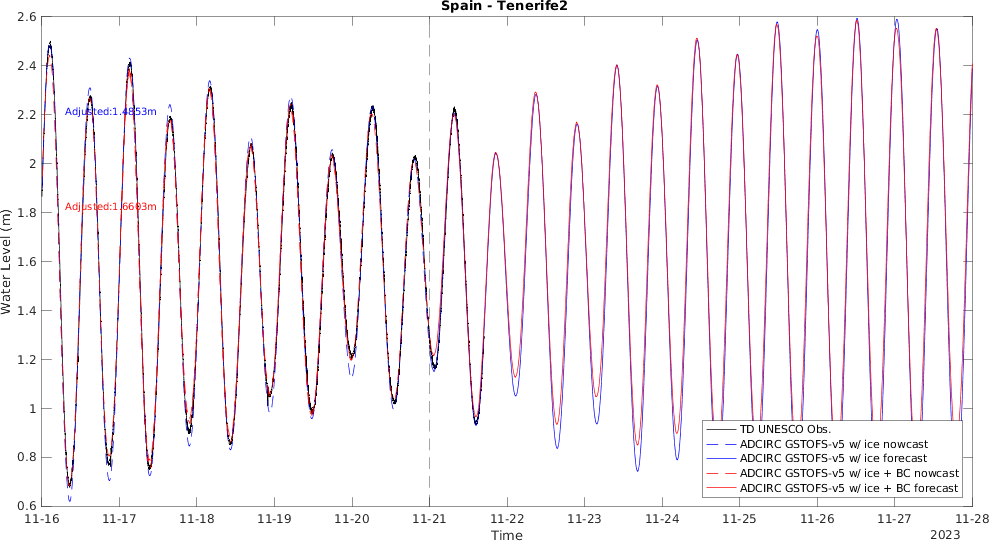 Spain - Tenerife2
2.6
2.4
2.2
2
1.8
1.6
1.4
1.2
1
0.8
0.6
Water Level (m)
Adjusted:1.4853m
Adjusted:1.6603m
TD UNESCO Obs.
ADCIRC GSTOFS-v5 w/ ice nowcast
ADCIRC GSTOFS-v5 w/ ice forecast
ADCIRC GSTOFS-v5 w/ ice + BC nowcast
ADCIRC GSTOFS-v5 w/ ice + BC forecast
11-16 11-17 11-18 11-19 11-20 11-21 11-22 11-23 11-24 11-25 11-26 11-27 11-28
Time
2023